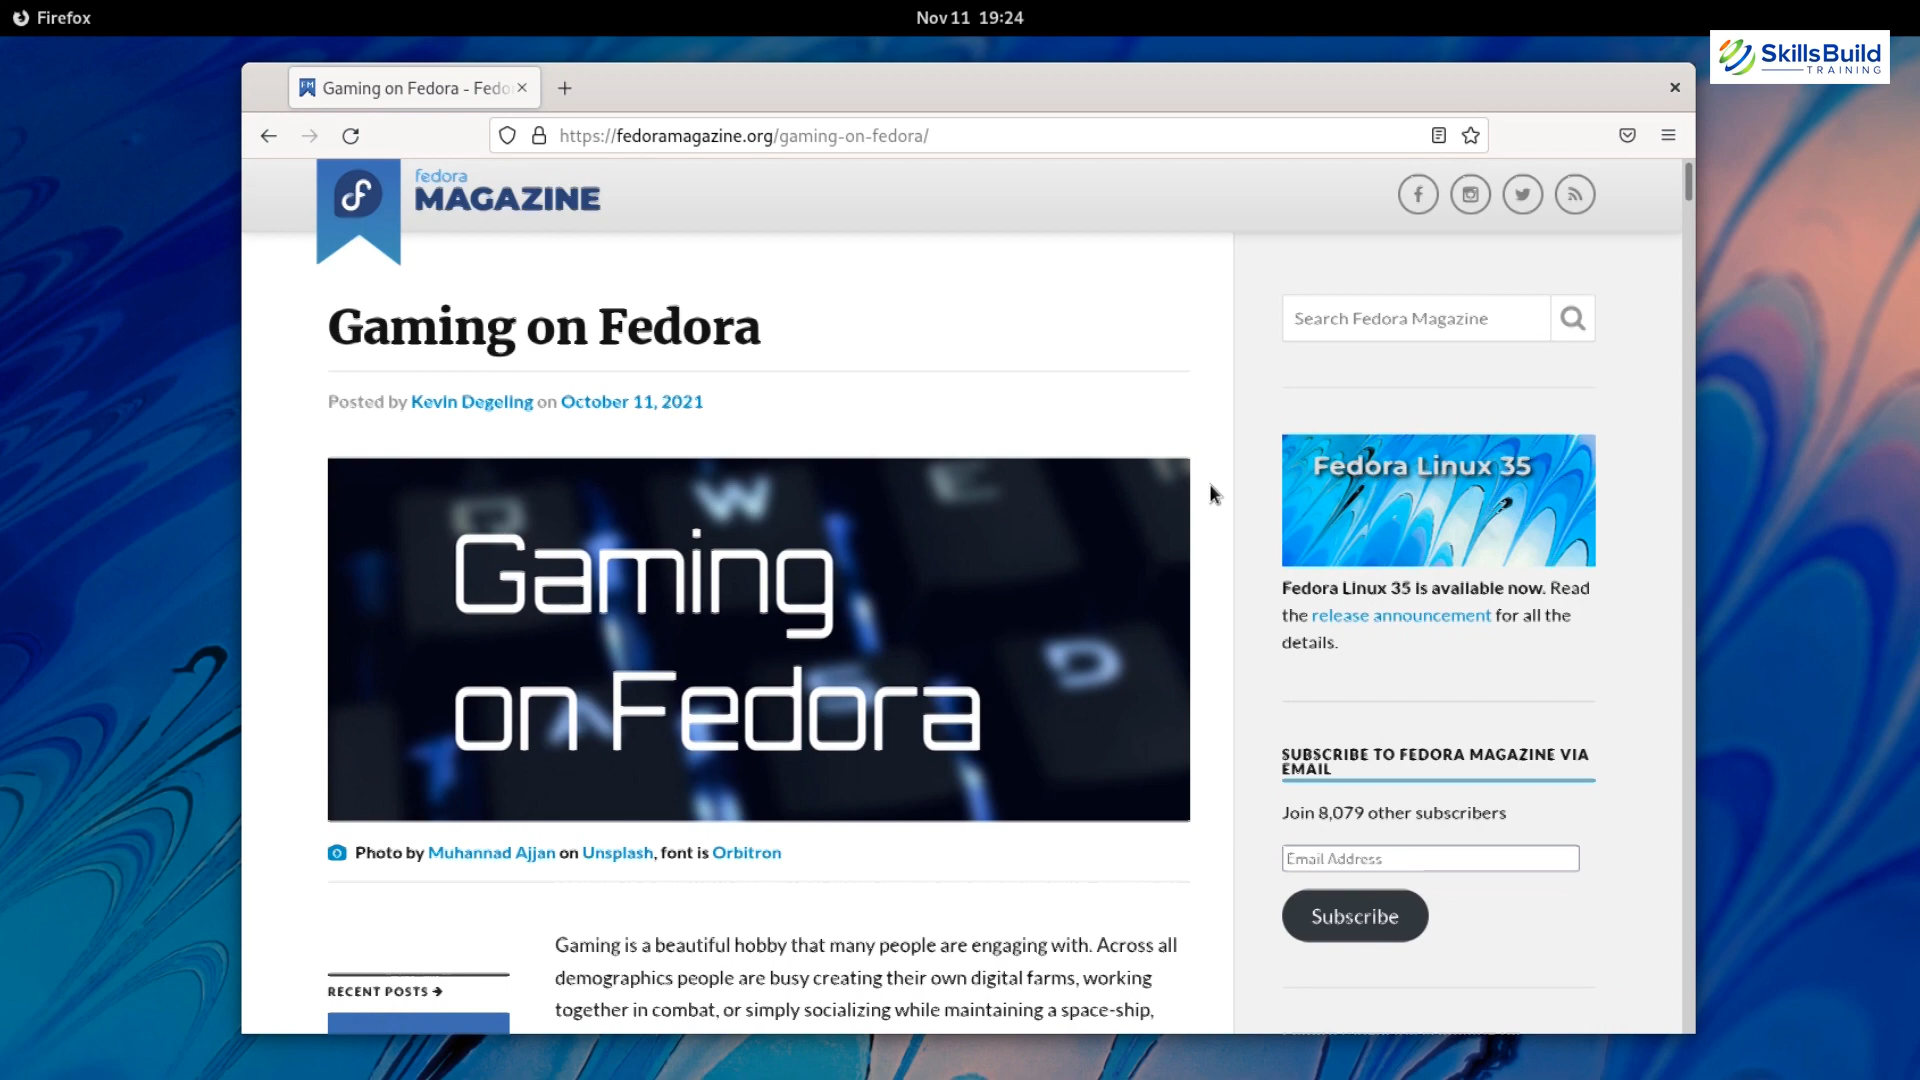 Firefox
Nov 11 19:24
SkillsBuild
TRAINING
Gaming on Fedora - Fedo
https://fedoramagazine.org/gaming-on-fedora/
fedora
MAGAZINE
Gaming on Fedora
Posted by Kevin Degeling on October 11, 2021
Q W E
D
Gaming
on Fedora
Photo by Muhannad Ajjan on Unsplash, font is Orbitron
RECENT POSTS →
Gaming is a beautiful hobby that many people are engaging with. Across all
demographics people are busy creating their own digital farms, working
together in combat, or simply socializing while maintaining a space-ship,
Search Fedora Magazine
Fedora Linux 35
Fedora Linux 35 is available now. Read
the release announcement for all the
details.
SUBSCRIBE TO FEDORA MAGAZINE VIA
EMAIL
Join 8,079 other subscribers
Email Address
Subscribe